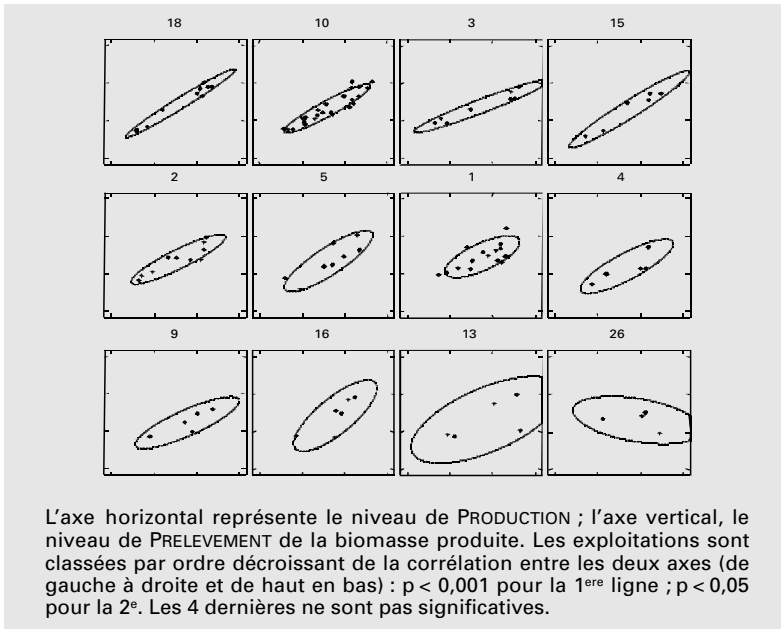 18 10 3 15
2 5 1 4
9 16 13 26
L'axe horizontal représente le niveau de PRODUCTION ; l'axe vertical, le
niveau de PRELEVEMENT de la biomasse produite. Les exploitations sont
classées par ordre décroissant de la corrélation entre les deux axes (de
gauche à droite et de haut en bas) : p < 0,001 pour la 1ere ligne ; p < 0,05
pour la 2e. Les 4 dernières ne sont pas significatives.